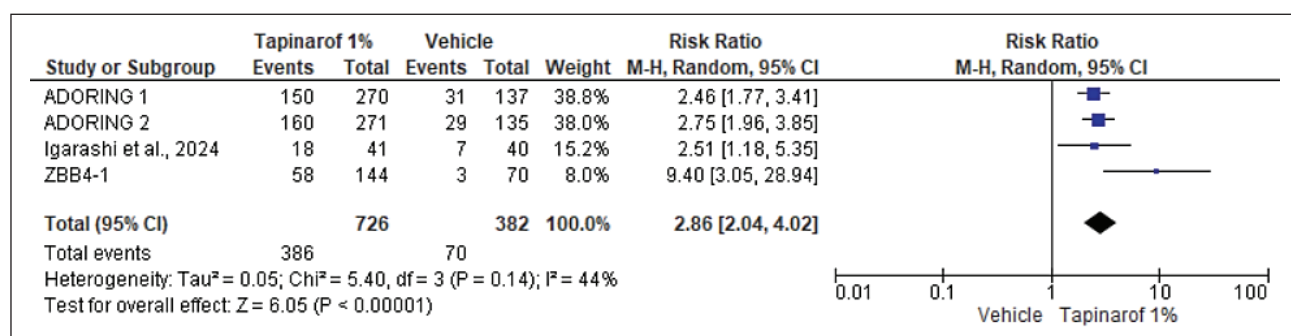 Tapinarof 1% Vehicle Risk Ratio Risk Ratio
Study or Subgroup Events Total Events Total Weight M-H, Random, 95% CI M-H, Random, 95% CI
ADORING 1 150 270 31 137 38.8% 2.46 [1.77, 3.41]
ADORING 2 160 271 29 135 38.0% 2.75 [1.96, 3.85]
Igarashi et al., 2024 18 41 7 40 15.2% 2.51 [1.18, 5.35]
ZBB4-1 58 144 3 70 8.0% 9.40 [3.05, 28.94]
Total (95% CI) 726 382 100.0% 2.86 [2.04, 4.02]
Total events 386 70
Heterogeneity: Tau² = 0.05; Chi² = 5.40, df = 3 (P = 0.14); I² = 44%
Test for overall effect: Z = 6.05 (P < 0.00001)
0.01 0.1 1 10 100
Vehicle Tapinarof 1%